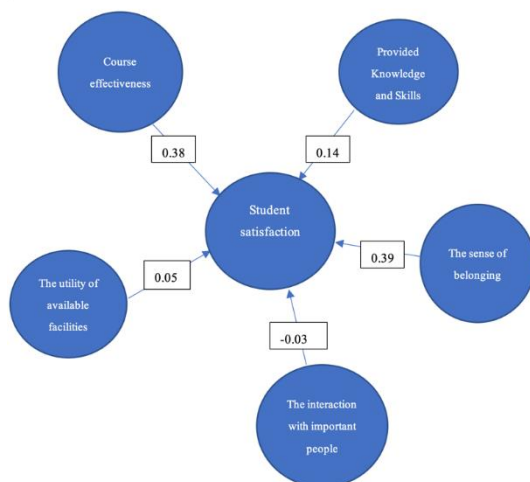 Course
effectiveness
Provided
Knowledge
and Skills
0.38
0.14
Student
satisfaction
The sense of
belonging
0.39
The utility of
available
facilities
0.05
-0.03
The interaction
with important
people